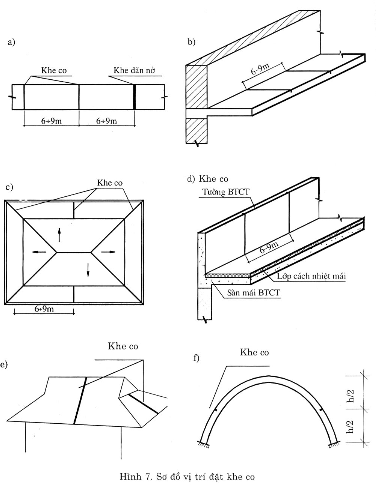 a)
Khe co
Khe dãn nở
6÷9m
6÷9m
b)
6-9m
c)
Khe co
6÷9m
d) Khe co
Tường BTCT
6-9m
Lớp cách nhiệt mái
Sàn mái BTCT
e)
Khe co
f)
Khe co
h/2
h/2
Hình 7. Sơ đồ vị trí đặt khe co